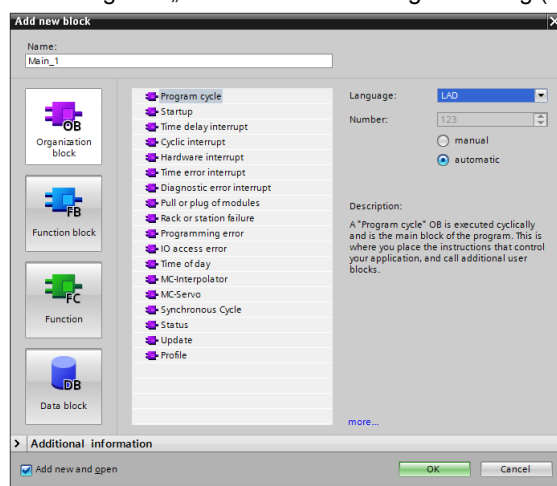 Add new block
Name:
Main_1
OB
Organization
block
FB
Function block
FC
Function
DB
Data block
Program cycle
Startup
Time delay interrupt
Cyclic interrupt
Hardware interrupt
Time error interrupt
Diagnostic error interrupt
Pull or plug of modules
Rack or station failure
Programming error
IO access error
Time of day
MC-Interpolator
MC-Servo
Synchronous Cycle
Status
Update
Profile
Language:
LAD
Number:
123
manual
automatic
Description:
A "Program cycle" OB is executed cyclically
and is the main block of the program. This is
where you place the instructions that control
your application, and call additional user
blocks.
more...
> Additional information
Add new and open
OK
Cancel